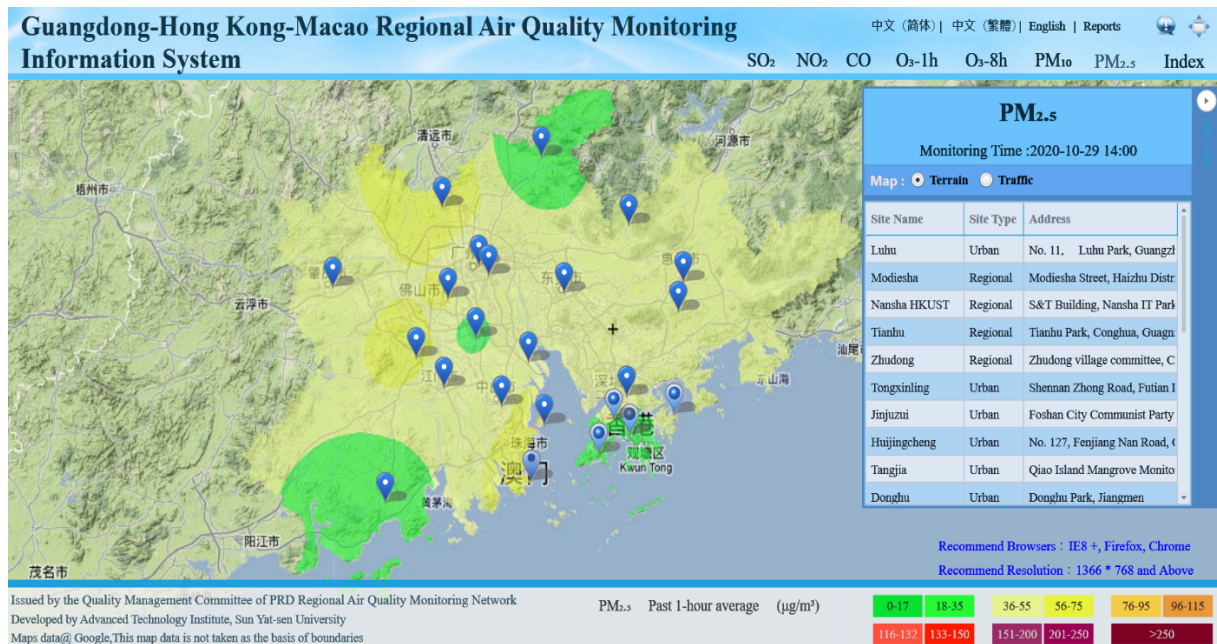 Guangdong-Hong Kong-Macao Regional Air Quality Monitoring
Information System
中文（简体）| 中文（繁體）| English | Reports
SO₂ NO₂ CO O₃-1h O₃-8h PM₁₀ PM₂.₅ Index
PM₂.₅
Monitoring Time :2020-10-29 14:00
Map : Terrain Traffic
Site Name Site Type Address
Luhu Urban No. 11, Luhu Park, Guangzh
Modiesha Regional Modiesha Street, Haizhu Distr
Nansha HKUST Regional S&T Building, Nansha IT Park
Tianhu Regional Tianhu Park, Conghua, Guagn
Zhudong Regional Zhudong village committee, C
Tongxinling Urban Shennan Zhong Road, Futian
Jinjuzui Urban Foshan City Communist Party
Huijingcheng Urban No. 127, Fenjiang Nan Road,
Tangjia Urban Qiao Island Mangrove Monito
Donghu Urban Donghu Park, Jiangmen
清远市
河源市
梧州市
云浮市
佛山市
汕尾
珠海市
香港
观塘区
Kwun Tong
澳门
黄茅海
阳江市
茂名市
Recommend Browsers : IE8 +, Firefox, Chrome
Recommend Resolution : 1366 * 768 and Above
Issued by the Quality Management Committee of PRD Regional Air Quality Monitoring Network
Developed by Advanced Technology Institute, Sun Yat-sen University
Maps data@ Google,This map data is not taken as the basis of boundaries
PM₂.₅ Past 1-hour average (μg/m³)
0-17 18-35 36-55 56-75 76-95 96-115
116-132 133-150 151-200 201-250 >250